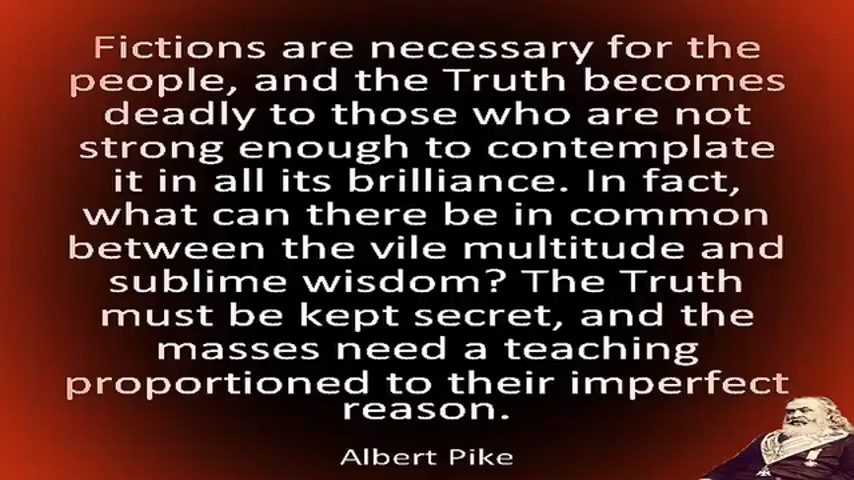 Fictions are necessary for the
people, and the Truth becomes
deadly to those who are not
strong enough to contemplate
it in all its brilliance. In fact,
what can there be in common
between the vile multitude and
sublime wisdom? The Truth
must be kept secret, and the
masses need a teaching
proportioned to their imperfect
reason.
Albert Pike